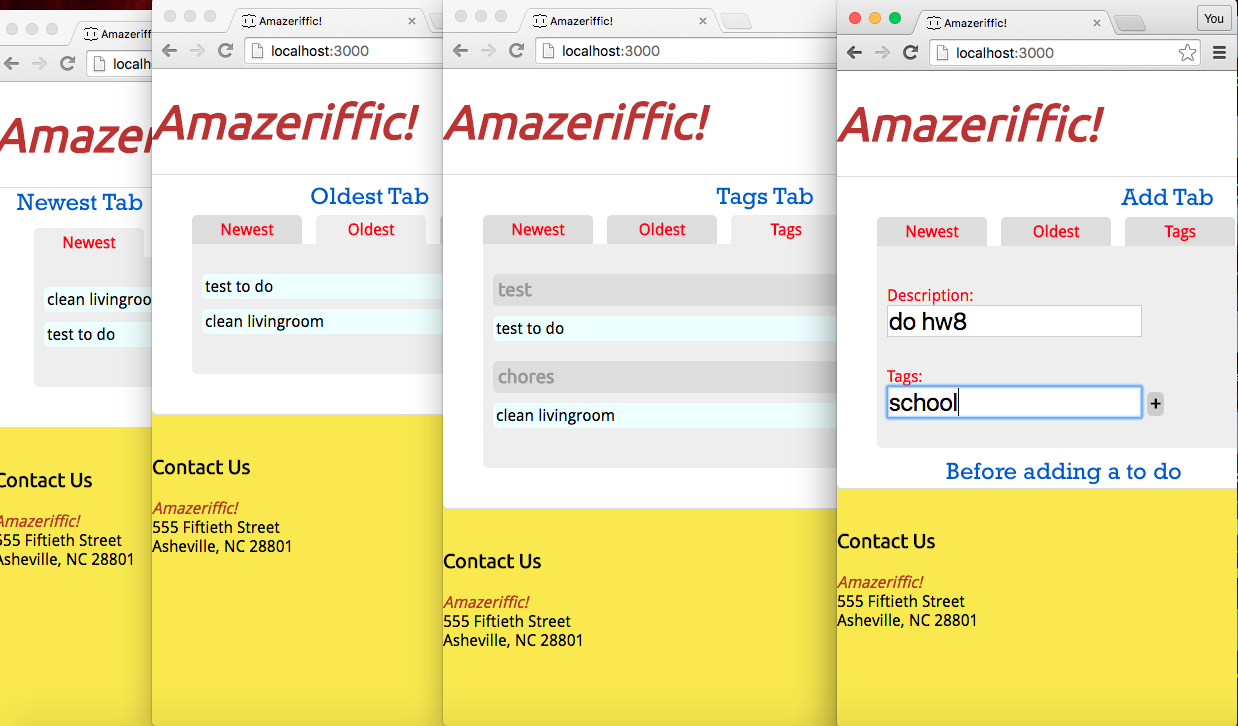 Amazeriff
localh
Amazer
Newest Tab
Newest
clean livingroo
test to do
Contact Us
Amazeriffic!
555 Fiftieth Street
Asheville, NC 28801
Amazeriffic!
localhost:3000
Amazeriffic!
Oldest Tab
Newest Oldest
test to do
clean livingroom
Contact Us
Amazeriffic!
555 Fiftieth Street
Asheville, NC 28801
Amazeriffic!
localhost:3000
Amazeriffic!
Tags Tab
Newest Oldest Tags
test
test to do
chores
clean livingroom
Contact Us
Amazeriffic!
555 Fiftieth Street
Asheville, NC 28801
Amazeriffic! You
localhost:3000
Amazeriffic!
Add Tab
Newest Oldest Tags
Description:
do hw8
Tags:
school +
Before adding a to do
Contact Us
Amazeriffic!
555 Fiftieth Street
Asheville, NC 28801